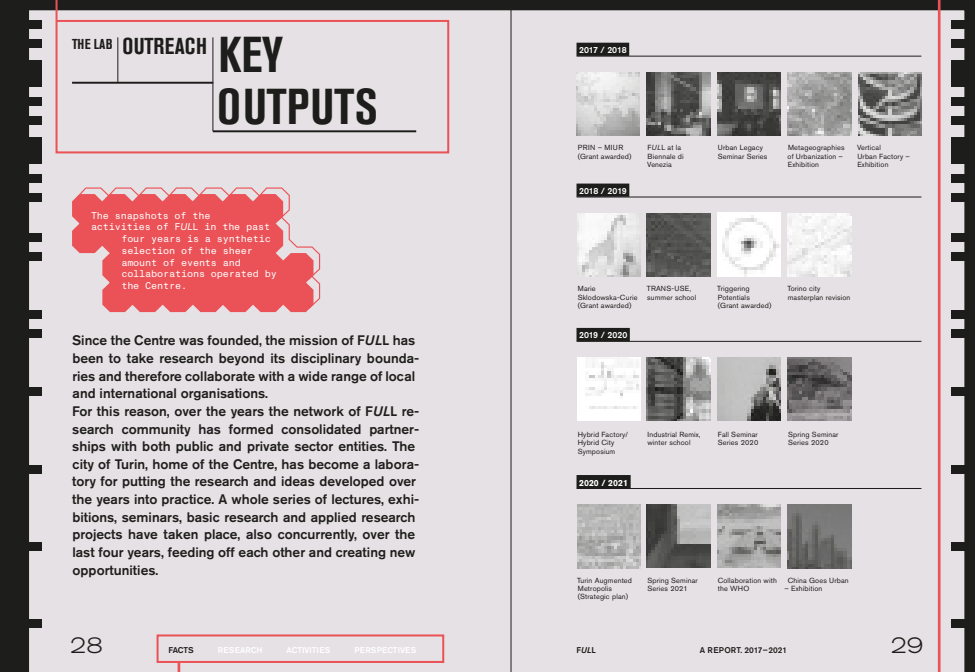 THE LAB
OUTREACH
KEY
OUTPUTS
The snapshots of the
activities of FULL in the past
four years is a synthetic
selection of the sheer
amount of events and
collaborations operated by
the Centre.
Since the Centre was founded, the mission of FULL has
been to take research beyond its disciplinary bounda-
ries and therefore collaborate with a wide range of local
and international organisations.
For this reason, over the years the network of FULL re-
search community has formed consolidated partner-
ships with both public and private sector entities. The
city of Turin, home of the Centre, has become a labora-
tory for putting the research and ideas developed over
the years into practice. A whole series of lectures, exhi-
bitions, seminars, basic research and applied research
projects have taken place, also concurrently, over the
last four years, feeding off each other and creating new
opportunities.
28
FACTS RESEARCH ACTIVITIES PERSPECTIVES
2017 / 2018
PRIN – MIUR
(Grant awarded)
FULL at la
Biennale di
Venezia
Urban Legacy
Seminar Series
Metageographies
of Urbanization –
Exhibition
Vertical
Urban Factory –
Exhibition
2018 / 2019
Marie
Sklodowska-Curie
(Grant awarded)
TRANS-USE,
summer school
Triggering
Potentials
(Grant awarded)
Torino city
masterplan revision
2019 / 2020
Hybrid Factory/
Hybrid City
Symposium
Industrial Remix,
winter school
Fall Seminar
Series 2020
Spring Seminar
Series 2020
2020 / 2021
Turin Augmented
Metropolis
(Strategic plan)
Spring Seminar
Series 2021
Collaboration with
the WHO
China Goes Urban
– Exhibition
FULL
A REPORT. 2017–2021
29